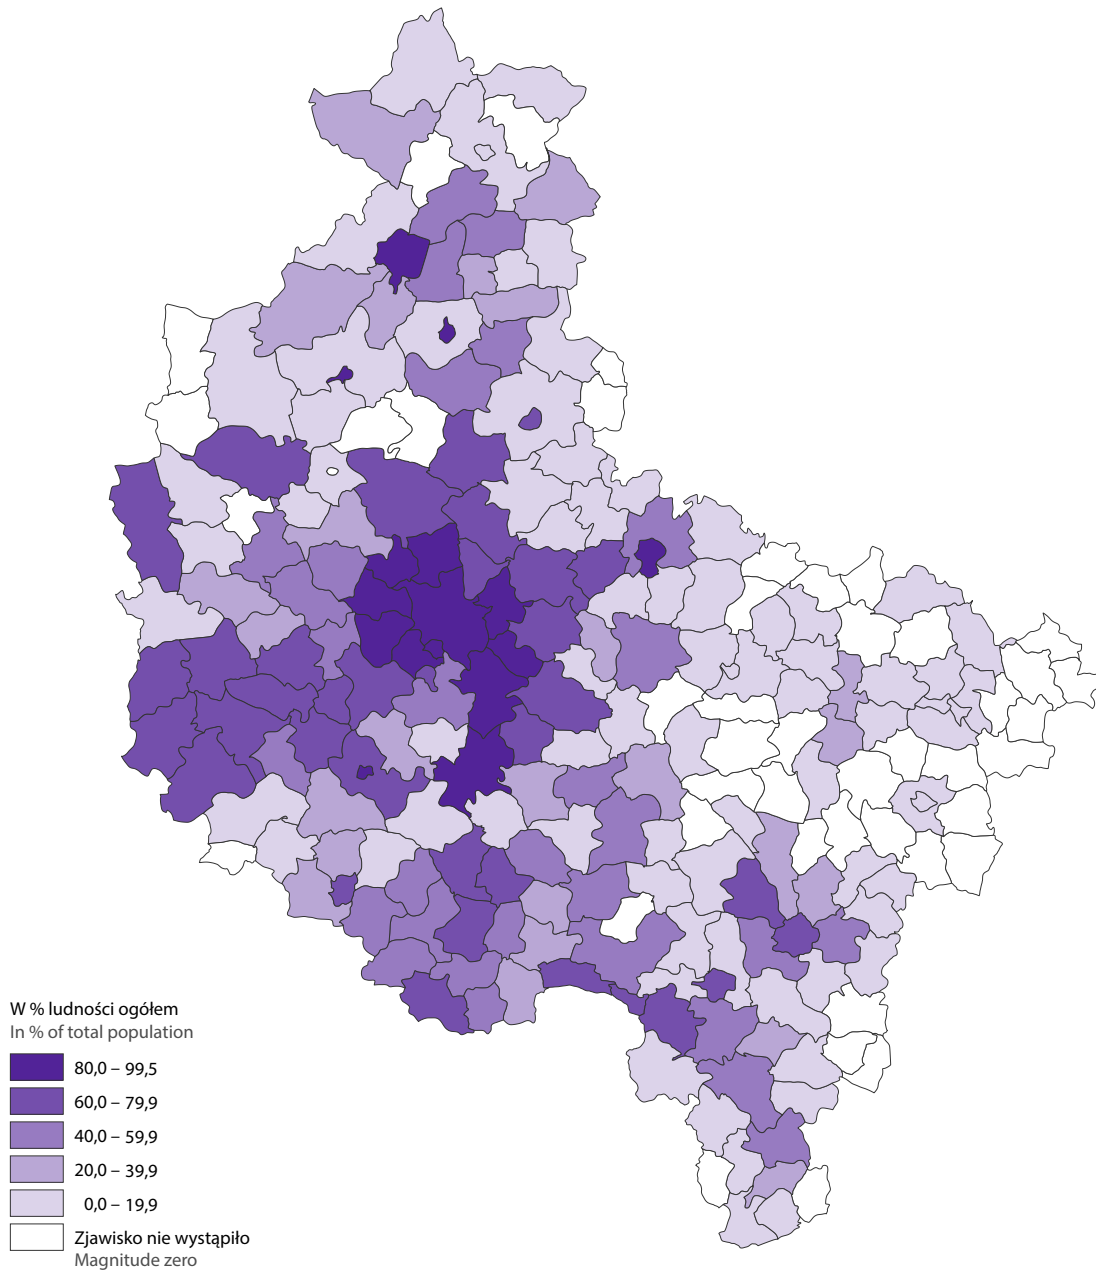 W % ludności ogółem
In % of total population
80,0 – 99,5
60,0 – 79,9
40,0 – 59,9
20,0 – 39,9
0,0 – 19,9
Zjawisko nie wystąpiło
Magnitude zero